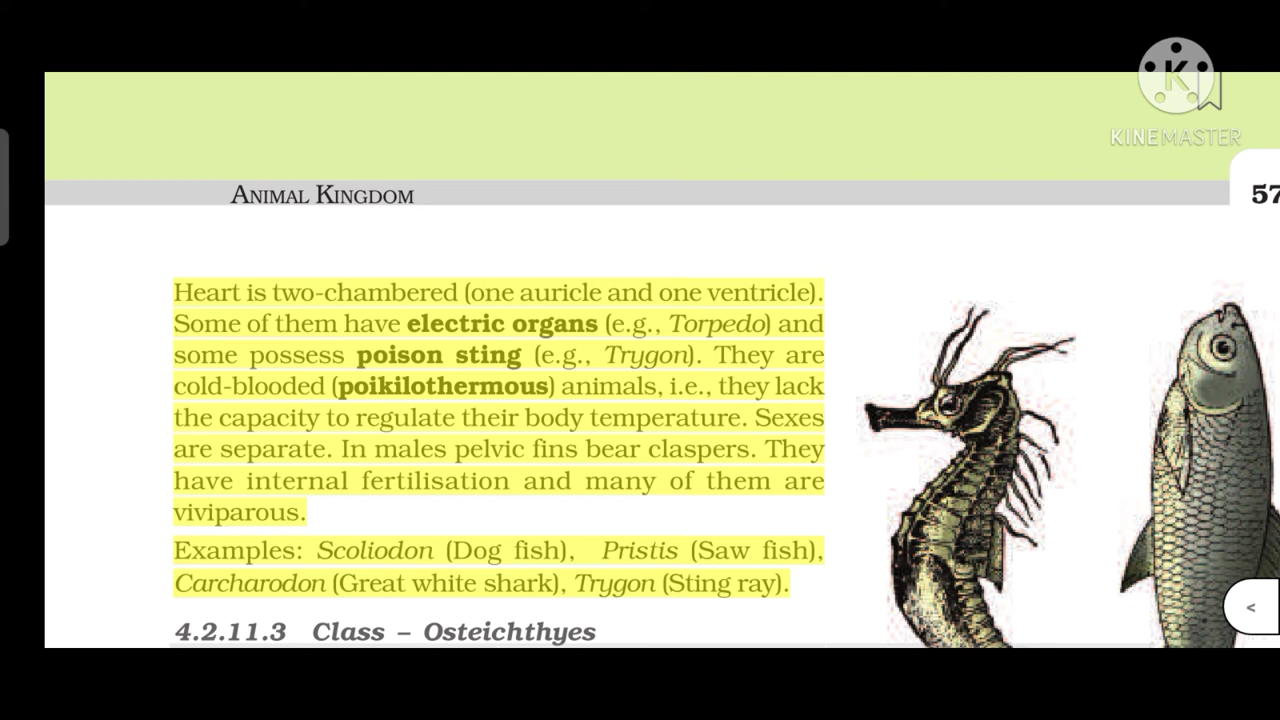 KINEMASTER
ANIMAL KINGDOM
57
Heart is two-chambered (one auricle and one ventricle).
Some of them have electric organs (e.g., Torpedo) and
some possess poison sting (e.g., Trygon). They are
cold-blooded (poikilothermous) animals, i.e., they lack
the capacity to regulate their body temperature. Sexes
are separate. In males pelvic fins bear claspers. They
have internal fertilisation and many of them are
viviparous.
Examples: Scoliodon (Dog fish), Pristis (Saw fish),
Carcharodon (Great white shark), Trygon (Sting ray).
4.2.11.3 Class – Osteichthyes